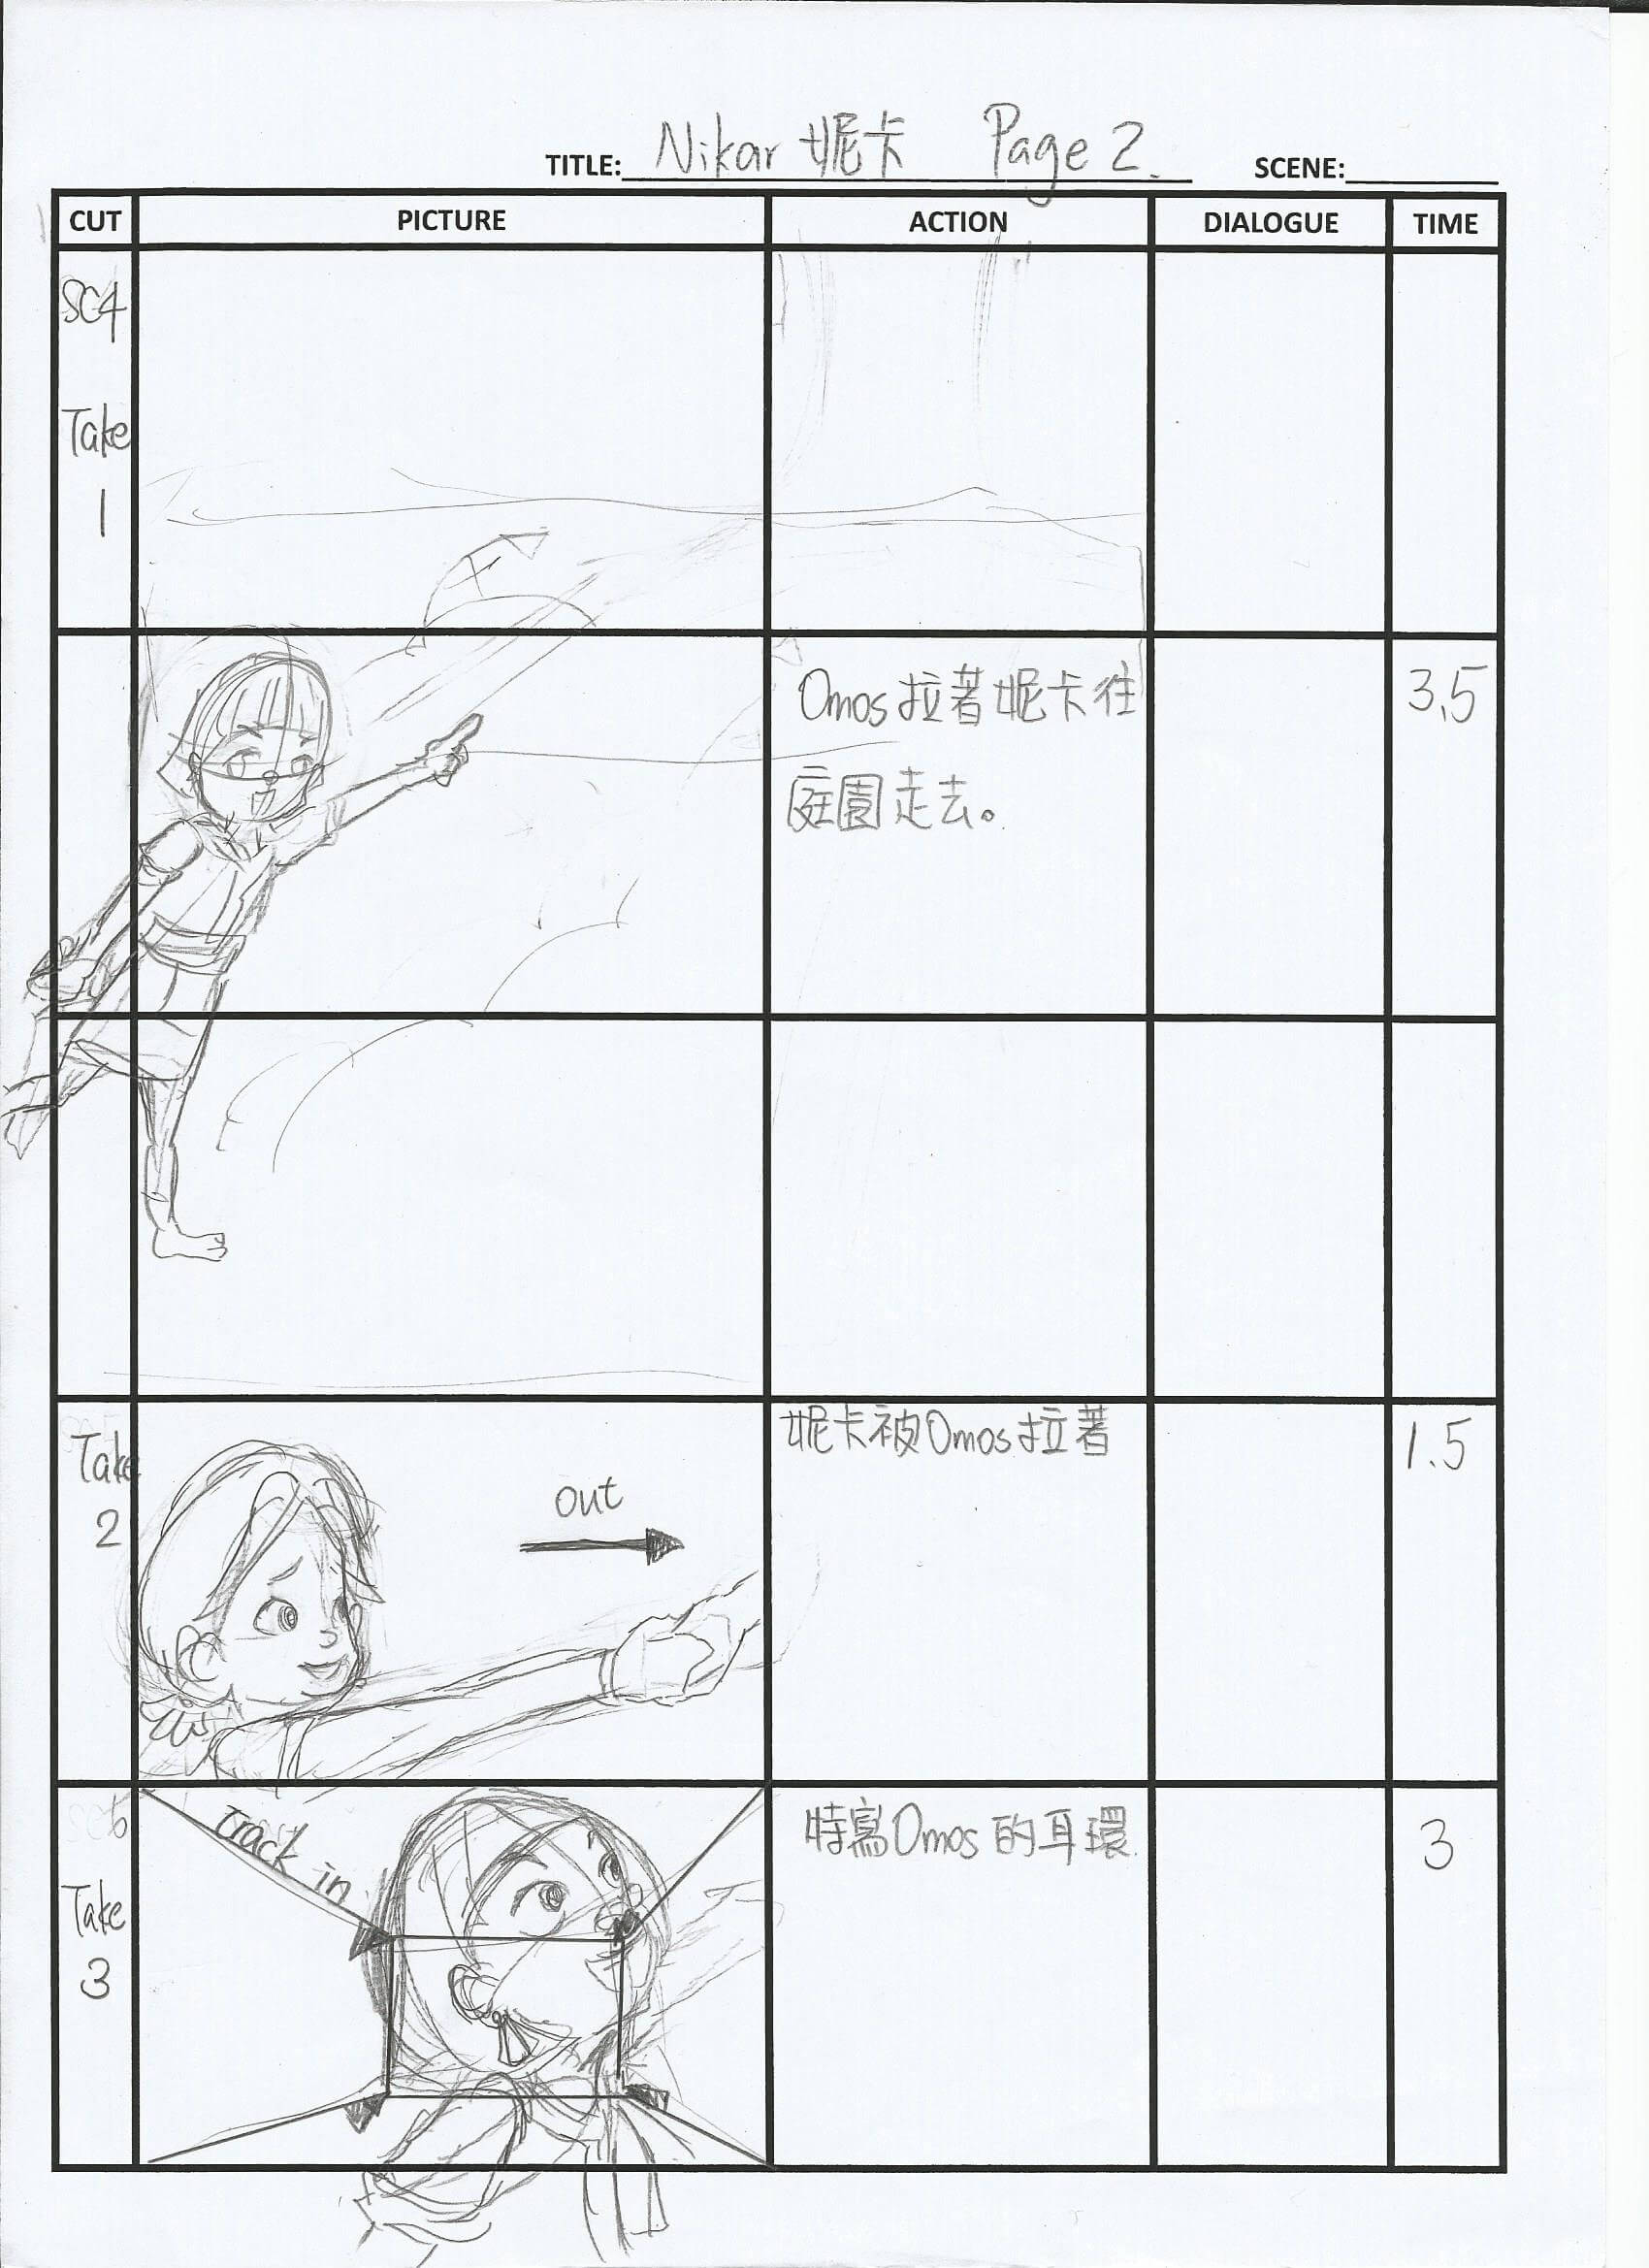 TITLE: Nikar 妮卡 Page 2. SCENE:
CUT PICTURE ACTION DIALOGUE TIME
SC4
Take
1
Omos拉著妮卡往
庭園走去。
3.5
Take
2
out
妮卡被Omos拉著
1.5
Take
3
Track in
特寫Omos的耳環
3